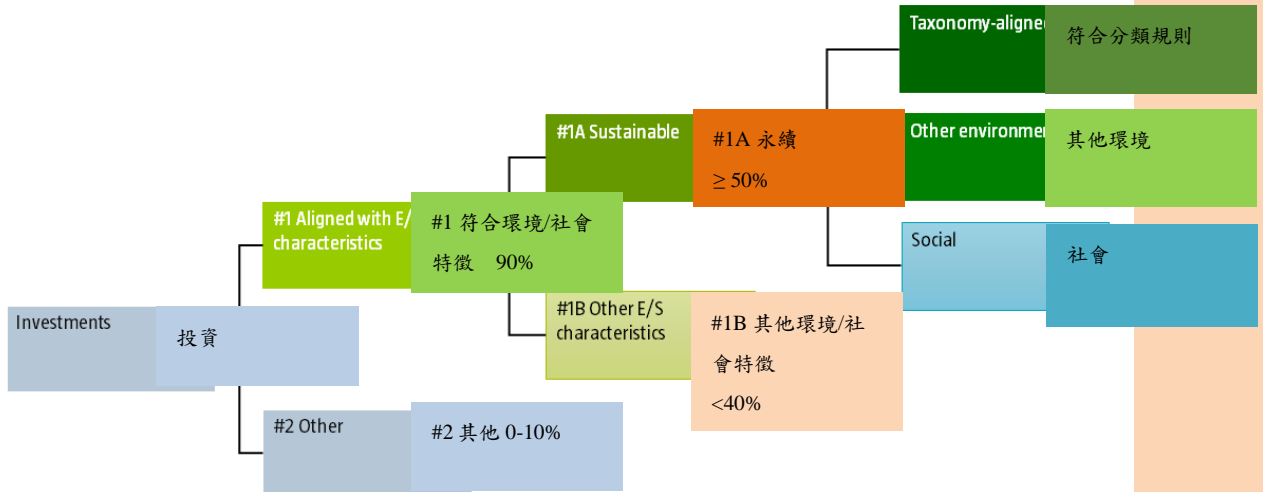 Taxonomy-aligned
符合分類規則
#1A Sustainable
#1A 永續
≥ 50%
Other environme
其他環境
#1 Aligned with E/
characteristics
#1 符合環境/社會
特徵 90%
Social
社會
#1B Other E/S
characteristics
#1B 其他環境/社
會特徵
<40%
Investments
投資
#2 Other
#2 其他 0-10%